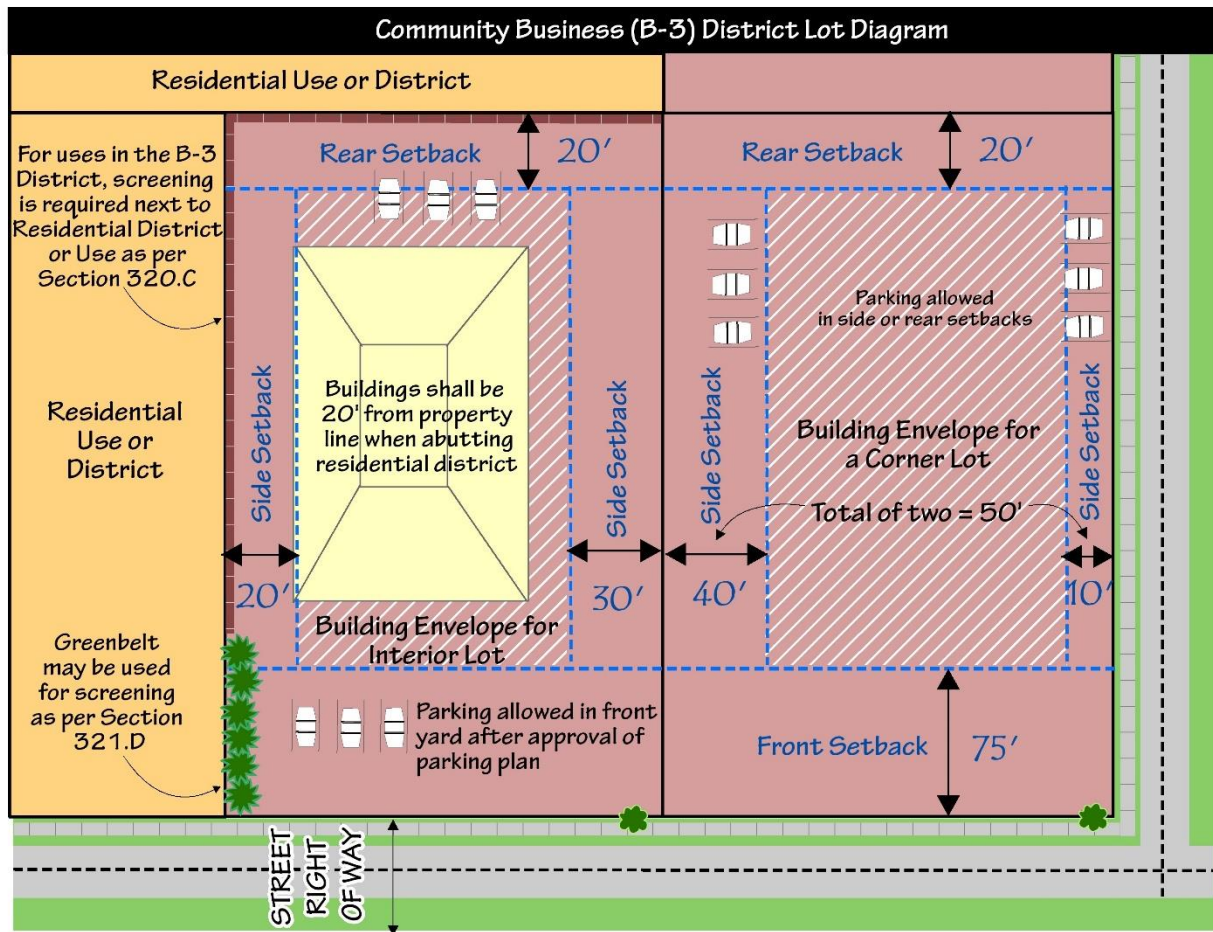 Community Business (B-3) District Lot Diagram
Residential Use or District
For uses in the B-3
District, screening
is required next to
Residential District
or Use as per
Section 320.C
Residential
Use or
District
Greenbelt
may be used
for screening
as per Section
321.D
Rear Setback
20'
Side Setback
Buildings shall be
20' from property
line when abutting
residential district
Side Setback
20'
30'
Building Envelope for
Interior Lot
Parking allowed in front
yard after approval of
parking plan
Rear Setback
20'
Parking allowed
in side or rear setbacks
Side Setback
Building Envelope for
a Corner Lot
Side Setback
Total of two = 50'
40'
10'
Front Setback
75'
STREET
RIGHT
OF WAY